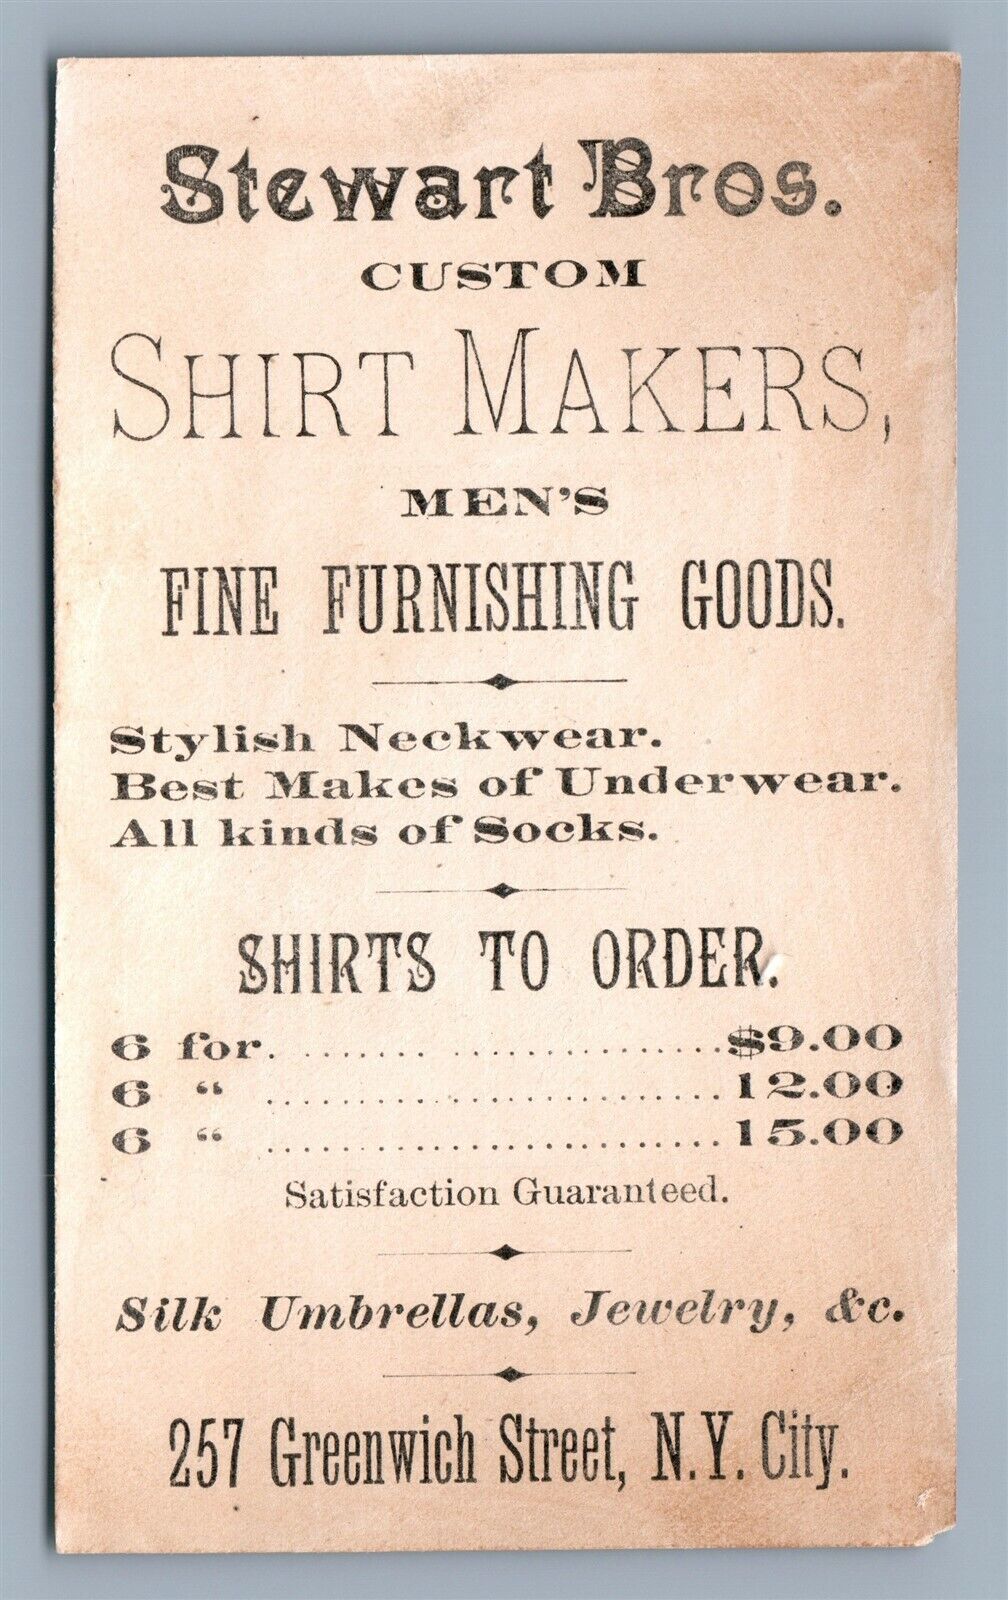 Stewart Bros.
CUSTOM
SHIRT MAKERS,
MEN'S
FINE FURNISHING GOODS.
Stylish Neckwear.
Best Makes of Underwear.
All kinds of Socks.
SHIRTS TO ORDER.
6 for. ............................$9.00
6 “ ............................12.00
6 “ ............................15.00
Satisfaction Guaranteed.
Silk Umbrellas, Jewelry, &c.
257 Greenwich Street, N.Y. City.